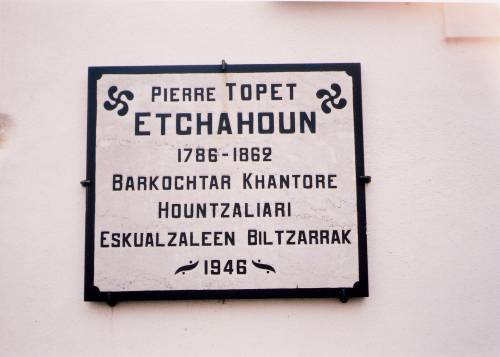 PIERRE TOPET
ETCHAHOUN
1786-1862
BARKOCHTAR KHANTORE
HOUNTZALIARI
ESKUALZALEEN BILTZARRAK
1946